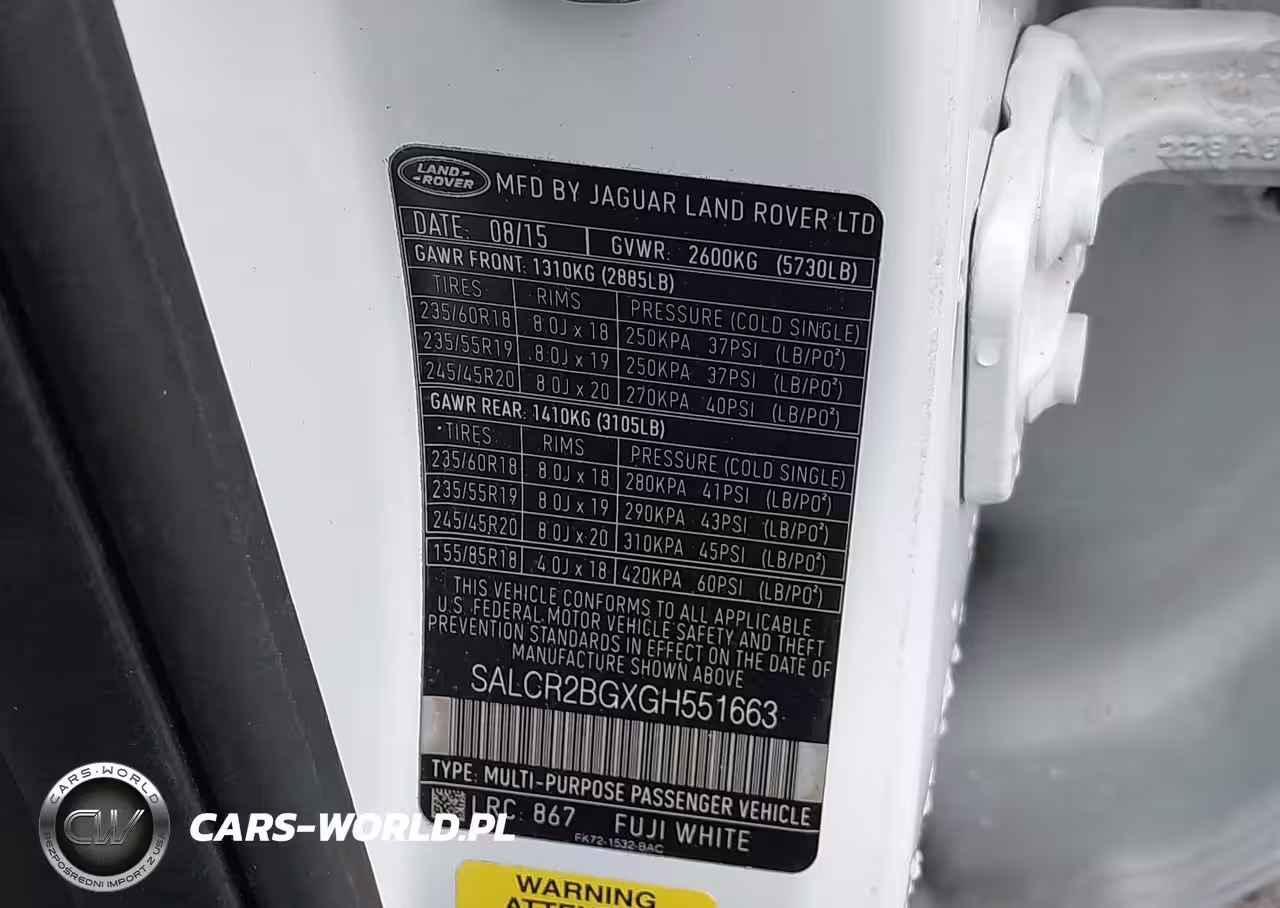 LAND-
-ROVER
MFD BY JAGUAR LAND ROVER LTD
DATE: 08/15 GVWR: 2600KG (5730LB)
GAWR FRONT: 1310KG (2885LB)
TIRES RIMS PRESSURE (COLD SINGLE)
235/60R18 8.0J x 18 250KPA 37PSI (LB/PO²)
235/55R19 8.0J x 19 250KPA 37PSI (LB/PO²)
245/45R20 8.0J x 20 270KPA 40PSI (LB/PO²)
GAWR REAR: 1410KG (3105LB)
TIRES RIMS PRESSURE (COLD SINGLE)
235/60R18 8.0J x 18 280KPA 41PSI (LB/PO²)
235/55R19 8.0J x 19 290KPA 43PSI (LB/PO²)
245/45R20 8.0J x 20 310KPA 45PSI (LB/PO²)
155/85R18 4.0J x 18 420KPA 60PSI (LB/PO²)
THIS VEHICLE CONFORMS TO ALL APPLICABLE
U.S. FEDERAL MOTOR VEHICLE SAFETY AND THEFT
PREVENTION STANDARDS IN EFFECT ON THE DATE OF
MANUFACTURE SHOWN ABOVE
SALCR2BGXGH551663
TYPE: MULTI-PURPOSE PASSENGER VEHICLE
LRC: 867 FUJI WHITE
FK72-1532-BAC
WARNING
CARS-WORLD
CW
BEZPOŚREDNI IMPORT Z USA
CARS-WORLD.PL